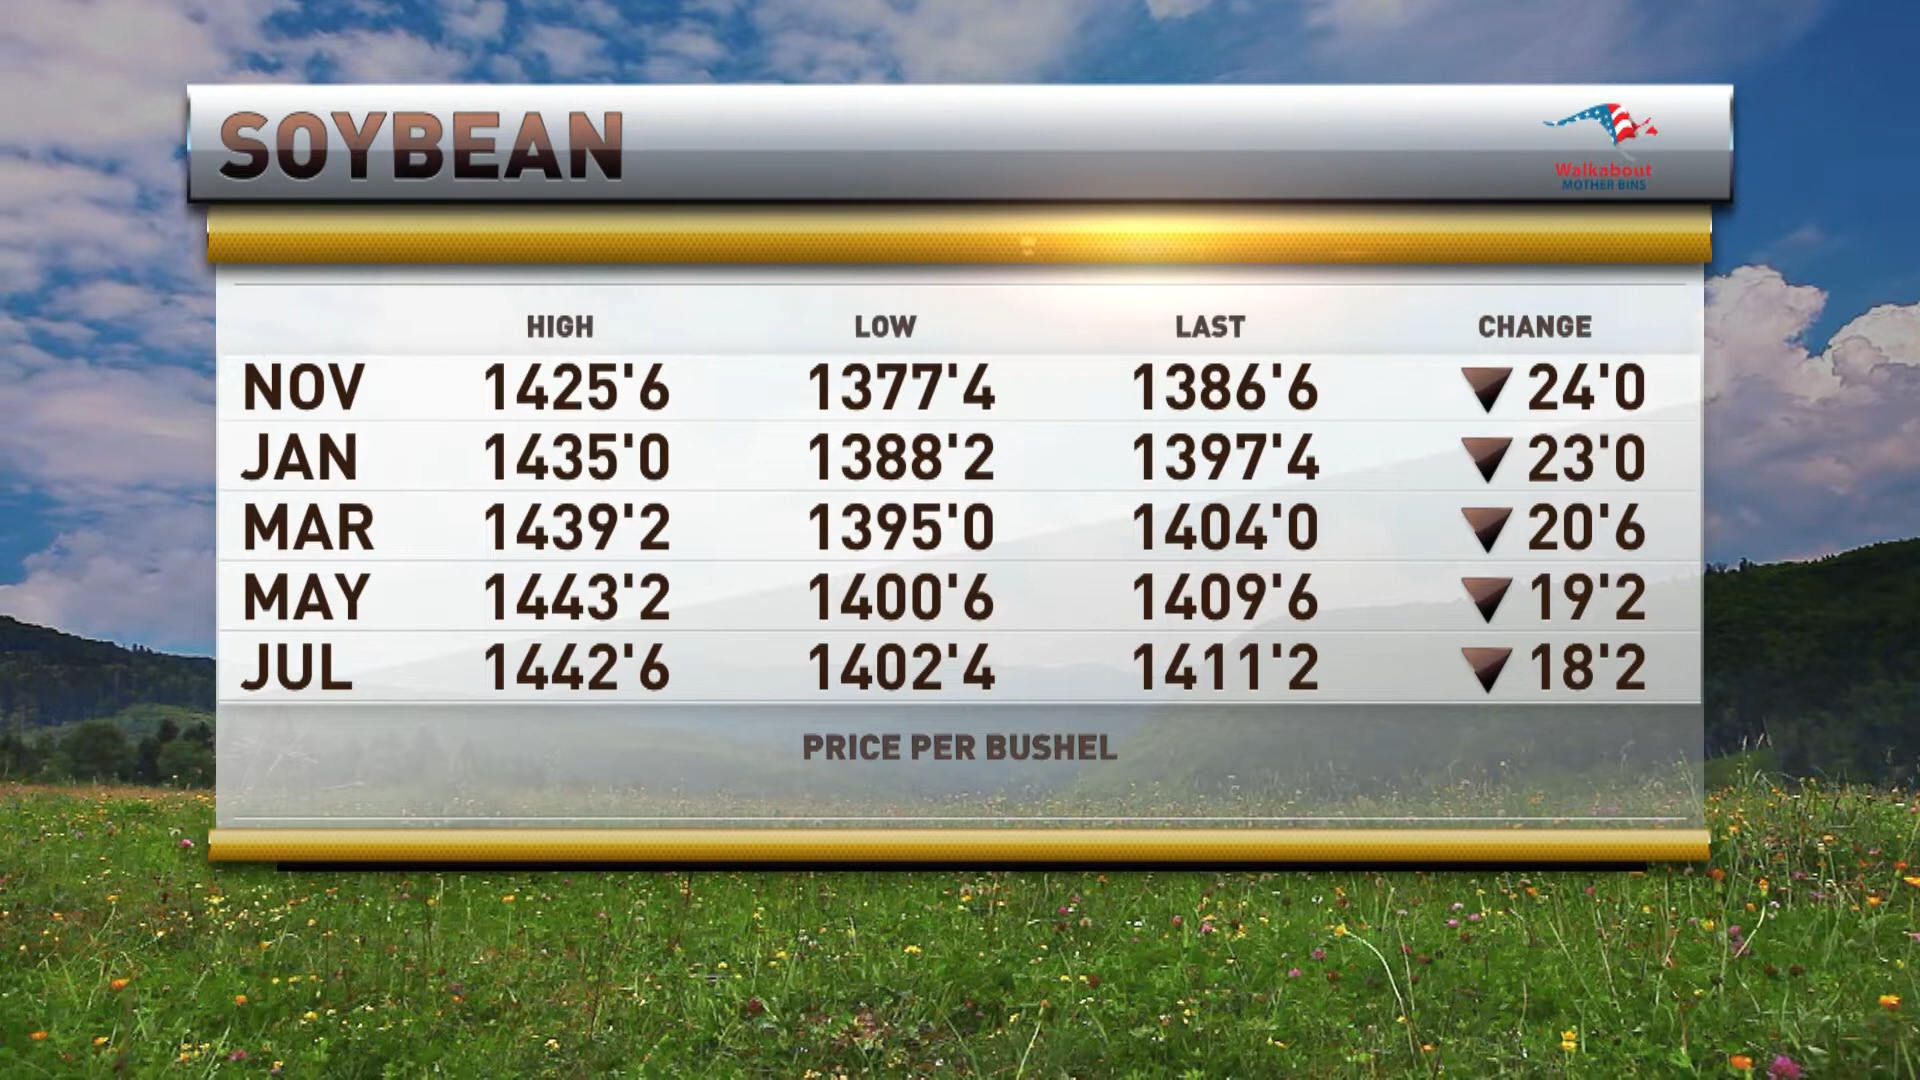 SOYBEAN
Walkabout
MOTHER BINS
HIGH LOW LAST CHANGE
NOV 1425'6 1377'4 1386'6 ▼ 24'0
JAN 1435'0 1388'2 1397'4 ▼ 23'0
MAR 1439'2 1395'0 1404'0 ▼ 20'6
MAY 1443'2 1400'6 1409'6 ▼ 19'2
JUL 1442'6 1402'4 1411'2 ▼ 18'2
PRICE PER BUSHEL